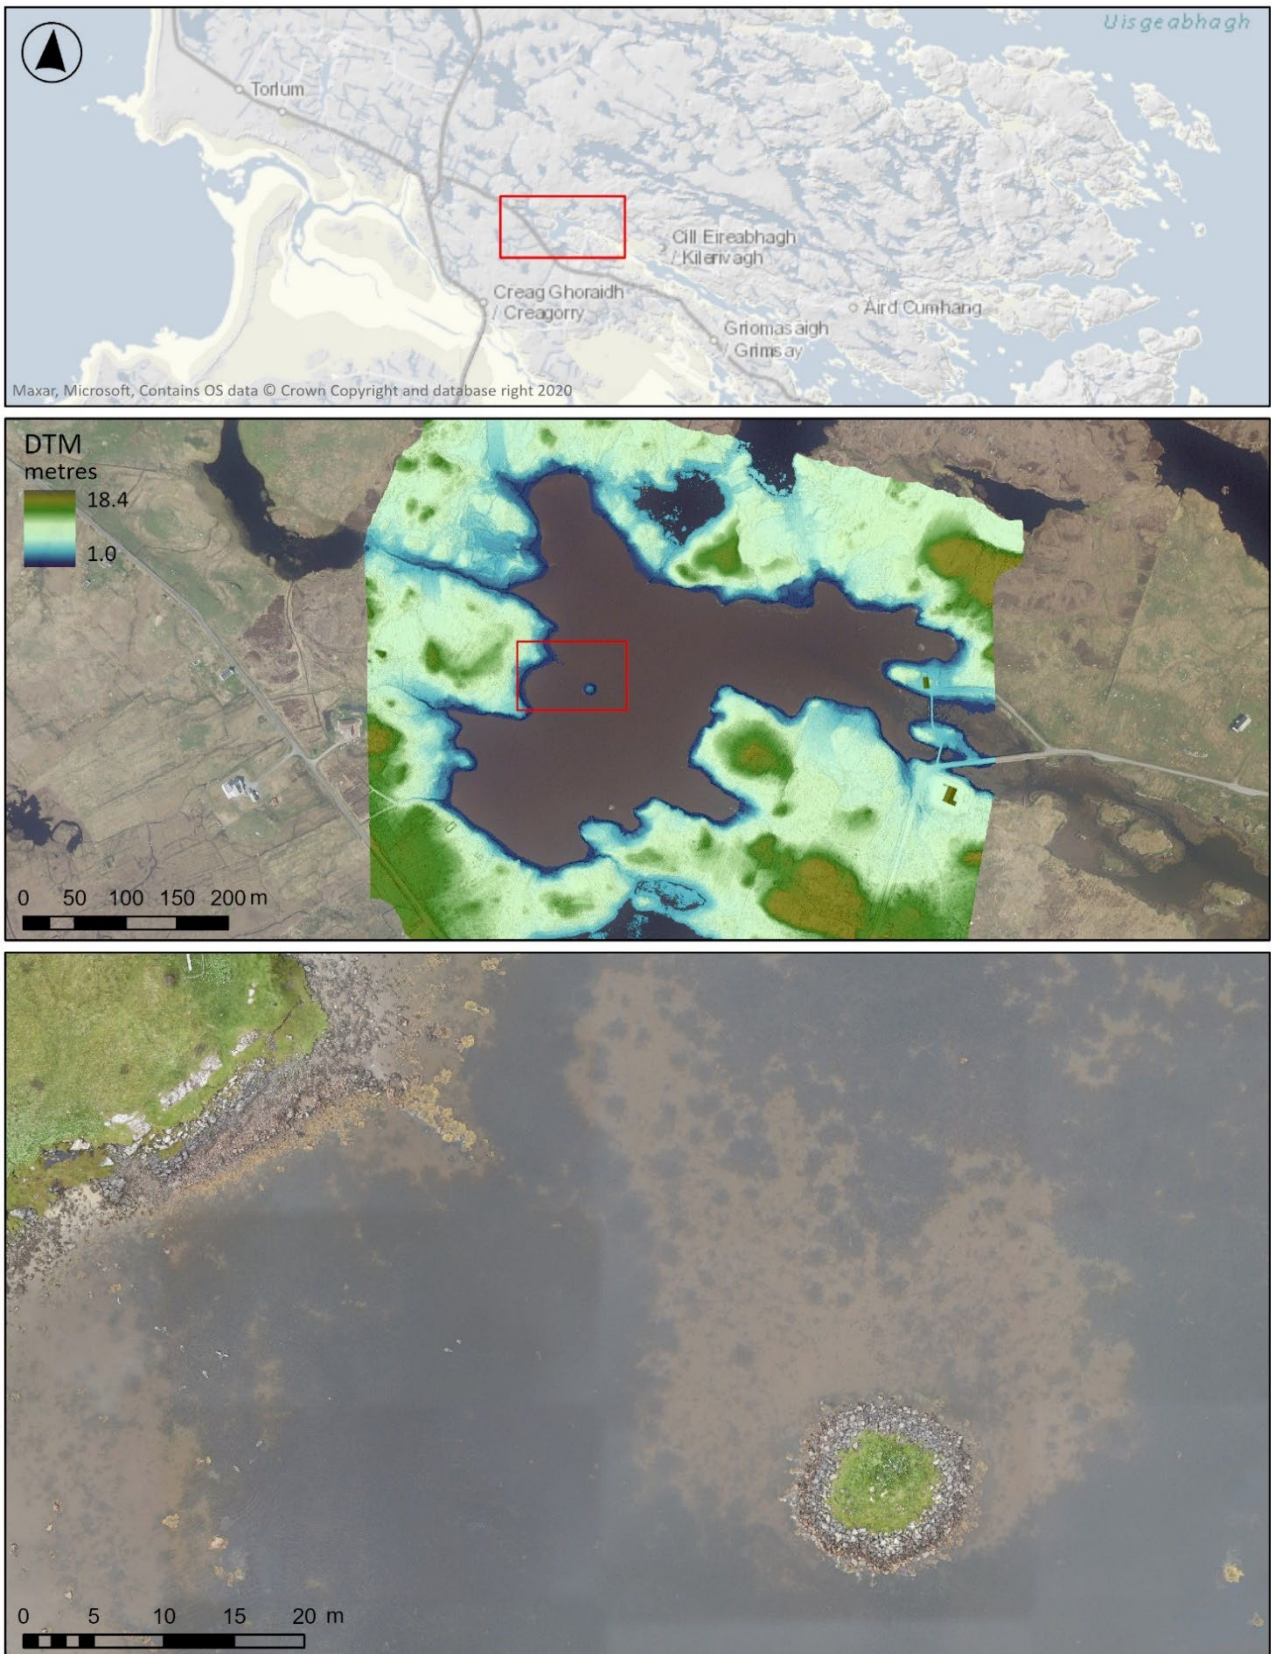 Uisgeabhagh
Torlum
Cill Eireabhagh
/ Kilerivagh
Creag Ghoraidh
/ Creagorry
Aird Cumhang
Griomasaigh
/ Grimsay
Maxar, Microsoft, Contains OS data © Crown Copyright and database right 2020
DTM
metres
18.4
1.0
0 50 100 150 200 m
0 5 10 15 20 m